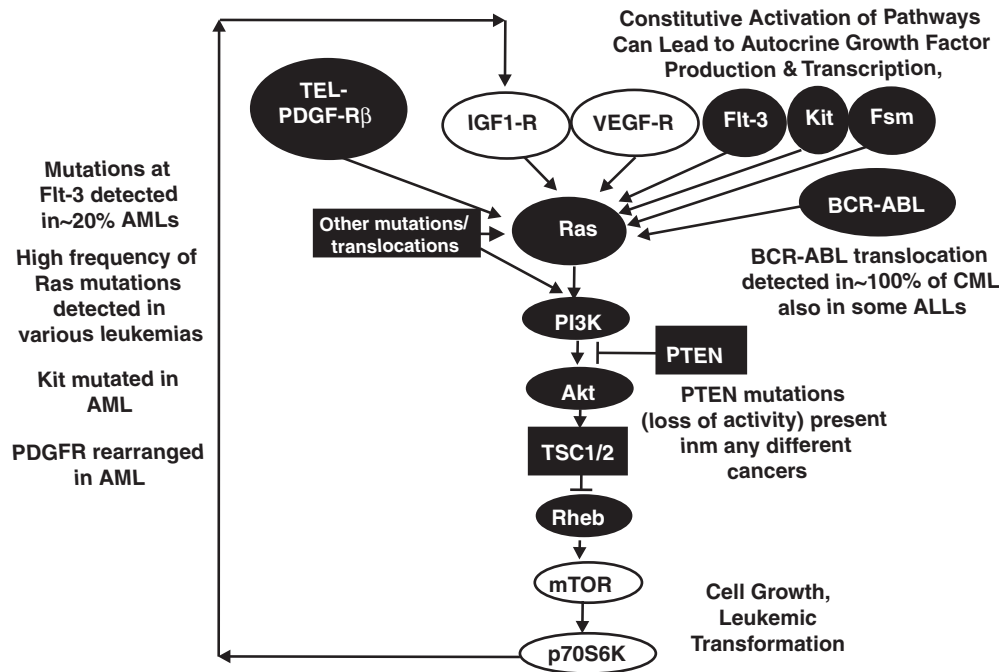 Constitutive Activation of Pathways
Can Lead to Autocrine Growth Factor
Production & Transcription,
TEL-
PDGF-Rβ
IGF1-R
VEGF-R
Flt-3
Kit
Fsm
Mutations at
Flt-3 detected
in~20% AMLs
High frequency of
Ras mutations
detected in
various leukemias
Kit mutated in
AML
PDGFR rearranged
in AML
Other mutations/
translocations
Ras
BCR-ABL
BCR-ABL translocation
detected in~100% of CML
also in some ALLs
PI3K
PTEN
Akt
PTEN mutations
(loss of activity) present
inm any different
cancers
TSC1/2
Rheb
mTOR
p70S6K
Cell Growth,
Leukemic
Transformation